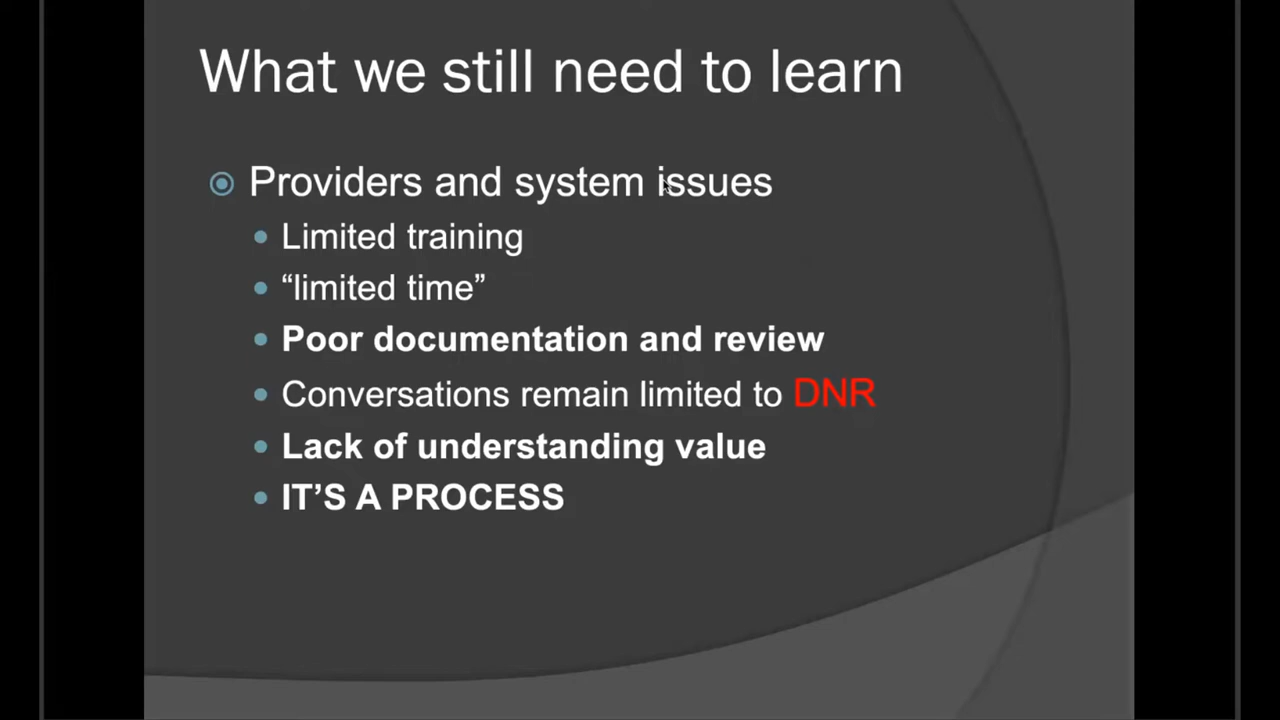 What we still need to learn
Providers and system issues
Limited training
“limited time”
Poor documentation and review
Conversations remain limited to DNR
Lack of understanding value
IT’S A PROCESS